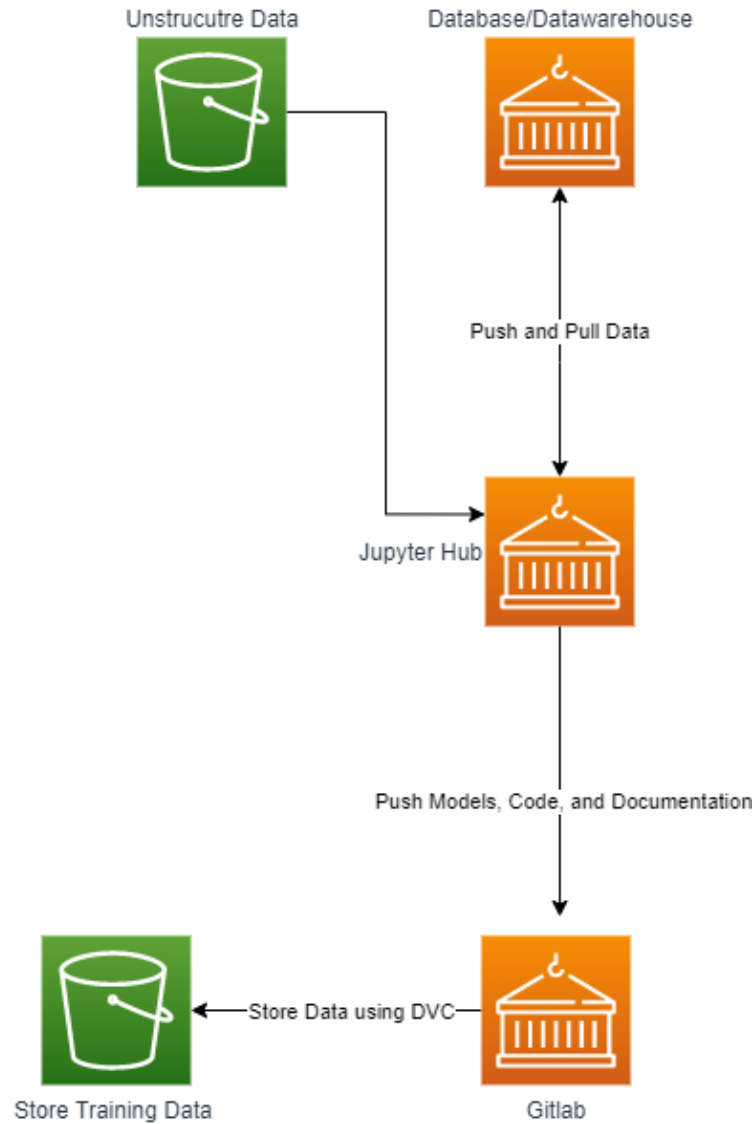 Unstrucutre Data
Database/Datawarehouse
Push and Pull Data
Jupyter Hub
Push Models, Code, and Documentation
Store Data using DVC
Store Training Data
Gitlab